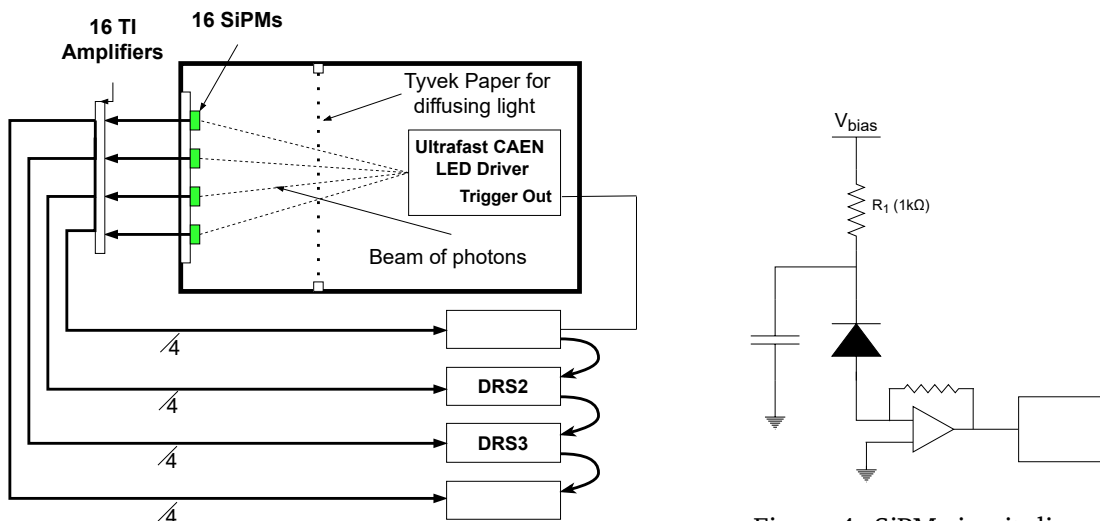 16 TI
Amplifiers
16 SiPMs
Tyvek Paper for
diffusing light
Ultrafast CAEN
LED Driver
Trigger Out
Beam of photons
4
4
DRS2
4
DRS3
4
V_bias
R₁ (1kΩ)